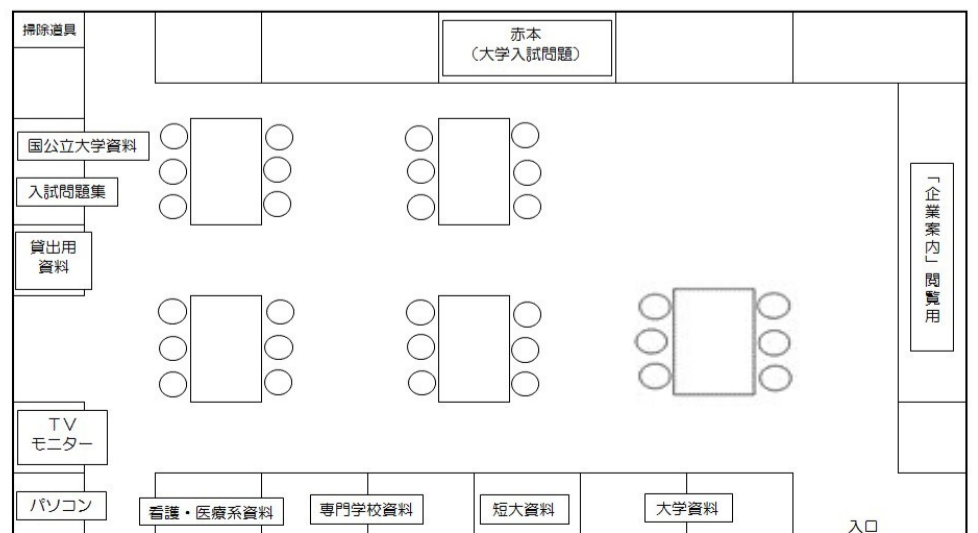 掃除道具
赤本
（大学入試問題）
国公立大学資料
入試問題集
貸出用
資料
「企業案内」閲覧用
ＴＶ
モニター
パソコン
看護・医療系資料
専門学校資料
短大資料
大学資料
入口